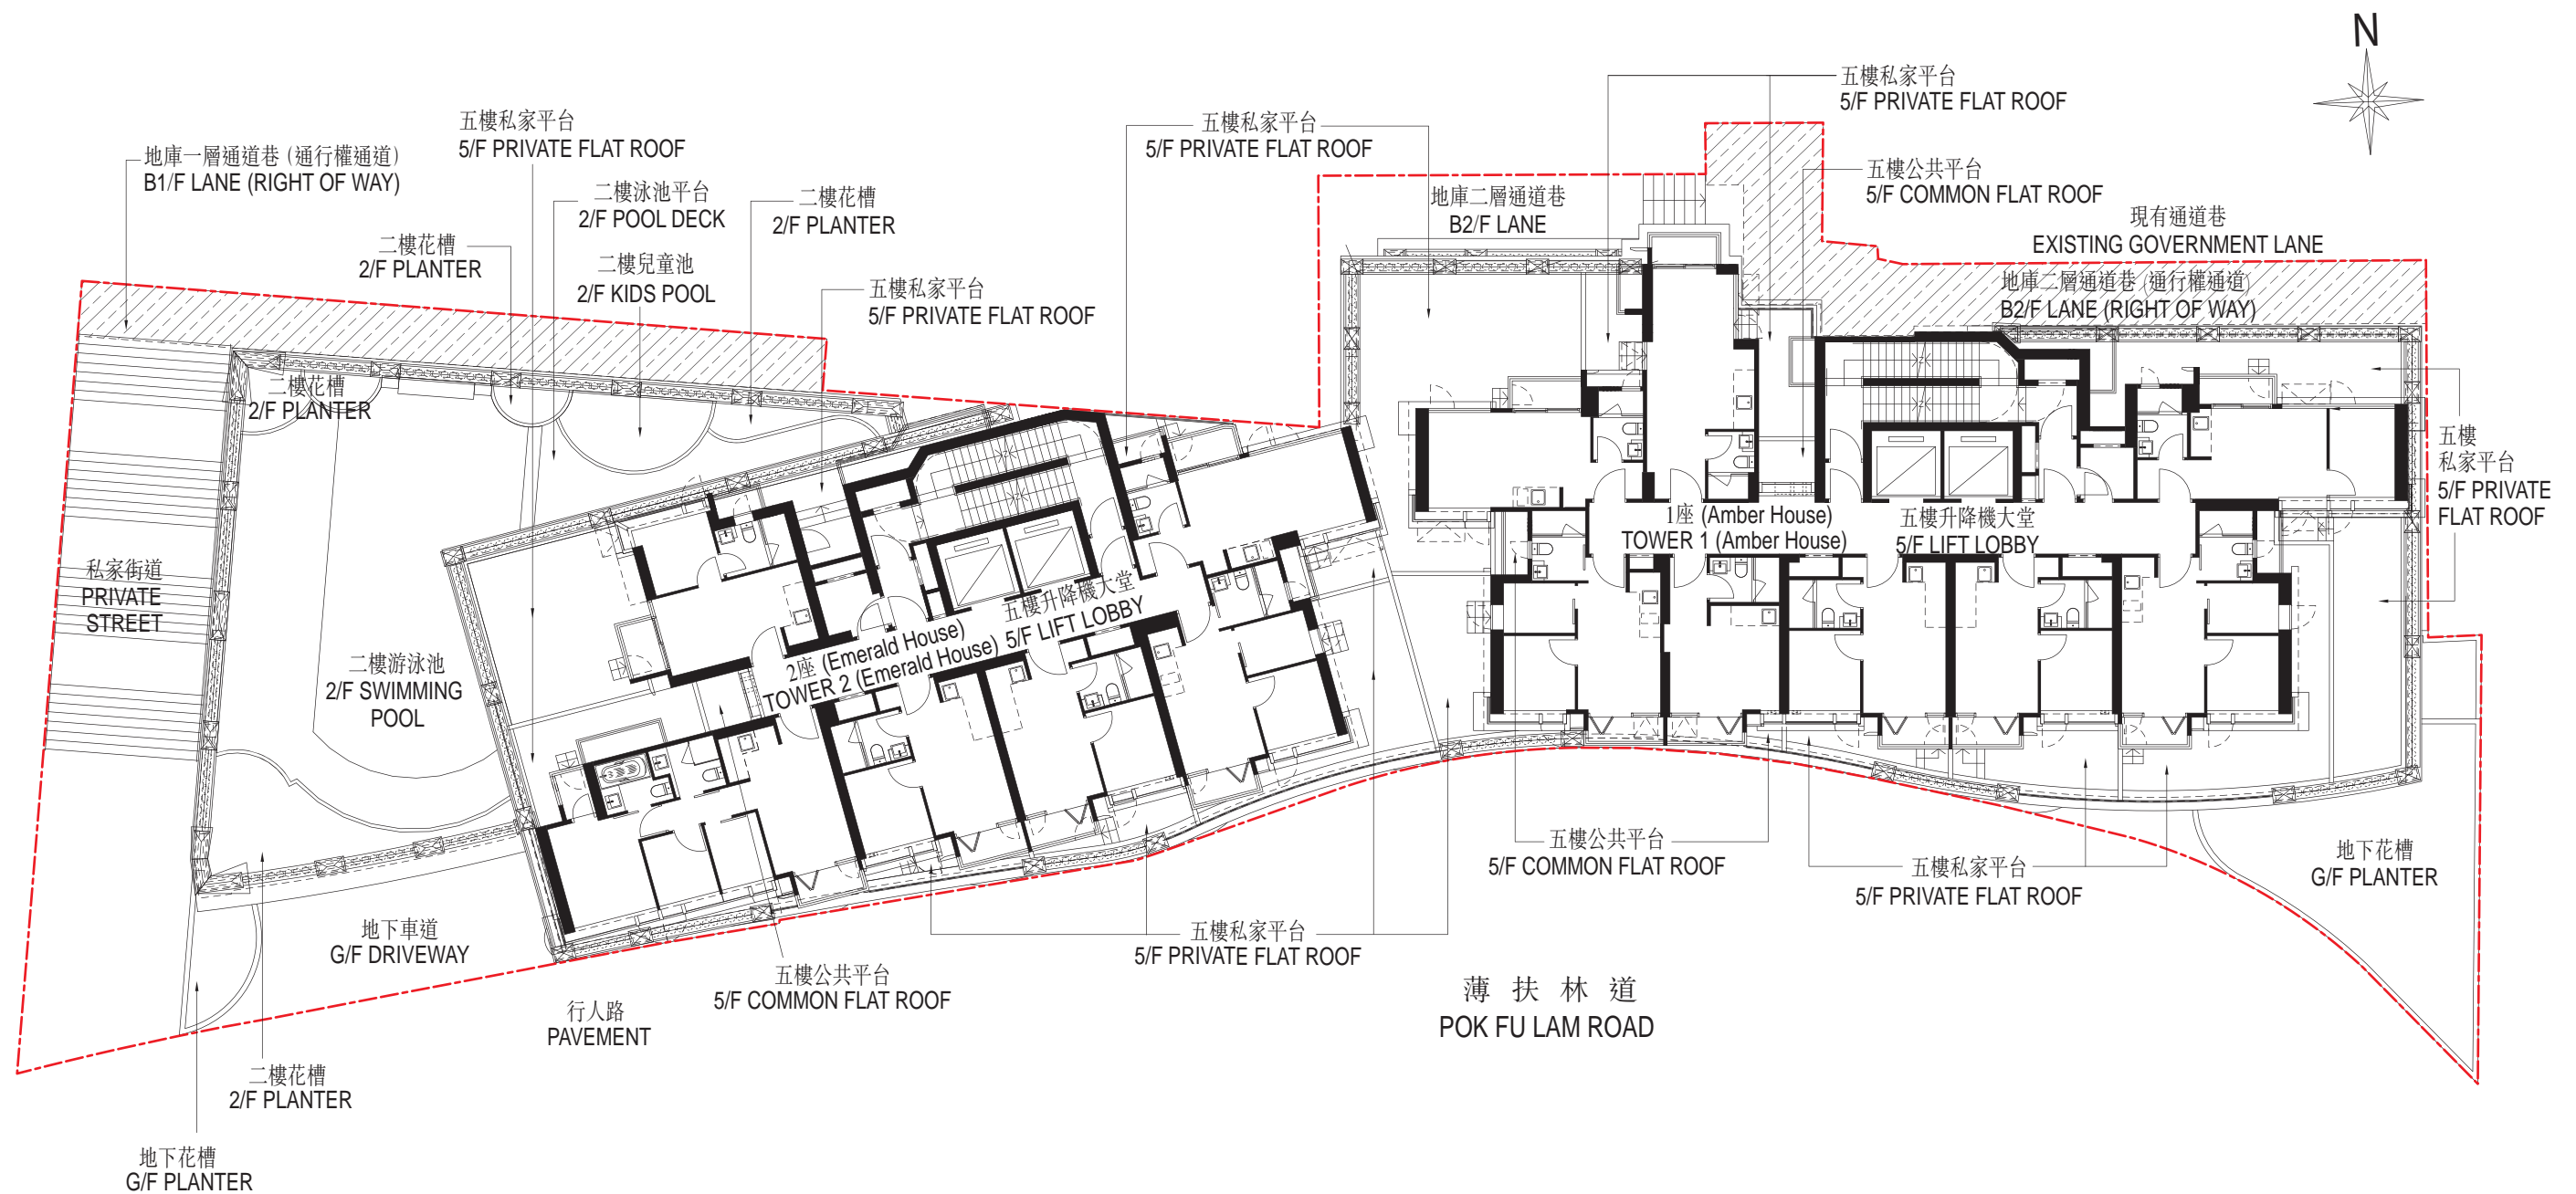 N
五樓私家平台
5/F PRIVATE FLAT ROOF
五樓私家平台
5/F PRIVATE FLAT ROOF
五樓私家平台
5/F PRIVATE FLAT ROOF
地庫一層通道巷 (通行權通道)
B1/F LANE (RIGHT OF WAY)
二樓泳池平台
2/F POOL DECK
二樓花槽
2/F PLANTER
地庫二層通道巷
B2/F LANE
五樓公共平台
5/F COMMON FLAT ROOF
現有通道巷
EXISTING GOVERNMENT LANE
二樓花槽
2/F PLANTER
二樓兒童池
2/F KIDS POOL
五樓私家平台
5/F PRIVATE FLAT ROOF
地庫二層通道巷 (通行權通道)
B2/F LANE (RIGHT OF WAY)
二樓花槽
2/F PLANTER
五樓
私家平台
5/F PRIVATE
FLAT ROOF
1座 (Amber House)
TOWER 1 (Amber House)
五樓升降機大堂
5/F LIFT LOBBY
私家街道
PRIVATE
STREET
五樓升降機大堂
5/F LIFT LOBBY
2座 (Emerald House)
TOWER 2 (Emerald House)
二樓游泳池
2/F SWIMMING
POOL
五樓公共平台
5/F COMMON FLAT ROOF
五樓私家平台
5/F PRIVATE FLAT ROOF
地下花槽
G/F PLANTER
地下車道
G/F DRIVEWAY
五樓私家平台
5/F PRIVATE FLAT ROOF
五樓公共平台
5/F COMMON FLAT ROOF
行人路
PAVEMENT
薄扶林道
POK FU LAM ROAD
二樓花槽
2/F PLANTER
地下花槽
G/F PLANTER